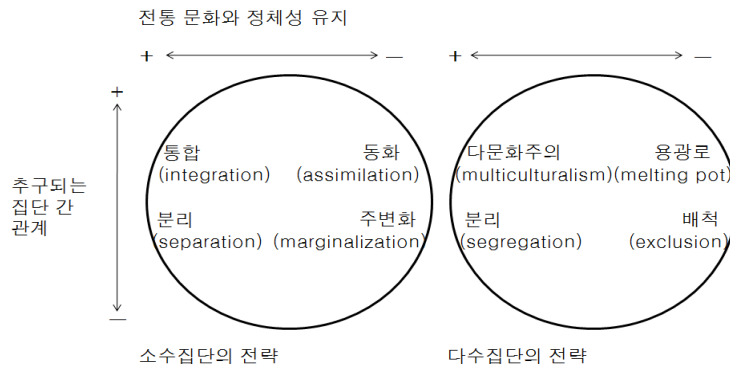 전통 문화와 정체성 유지
+ — + —
+
통합 동화 다문화주의 용광로
(integration) (assimilation) (multiculturalism) (melting pot)
추구되는
집단 간
관계
분리 주변화 분리 배척
(separation) (marginalization) (segregation) (exclusion)
—
소수집단의 전략 다수집단의 전략